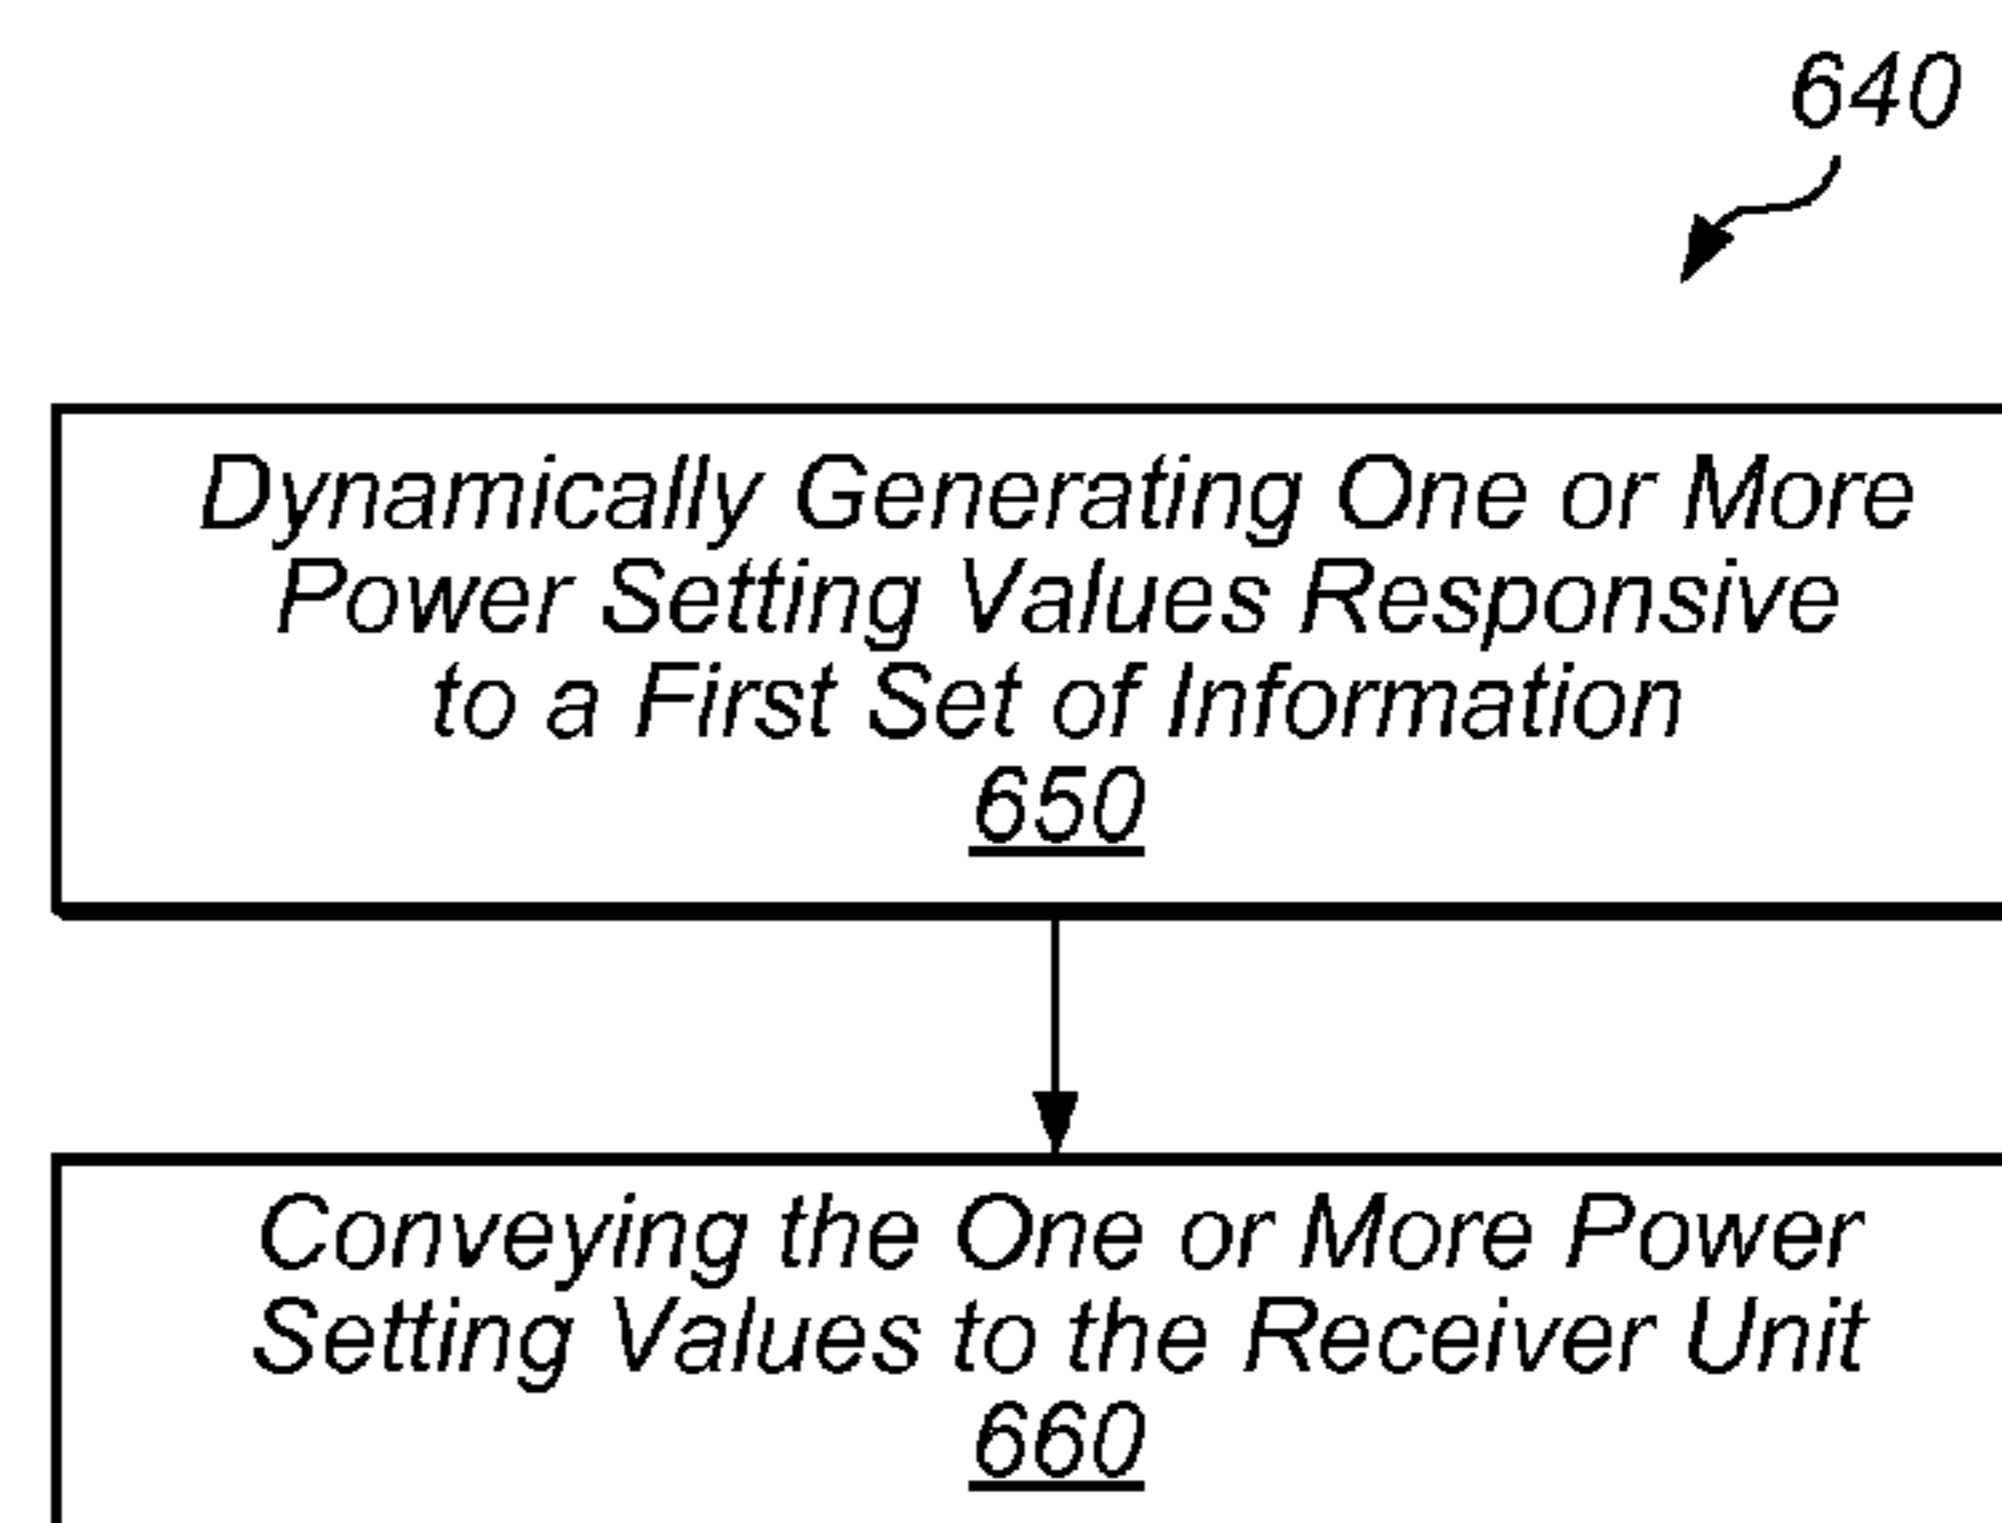 640
Dynamically Generating One or More
Power Setting Values Responsive
to a First Set of Information
650
Conveying the One or More Power
Setting Values to the Receiver Unit
660